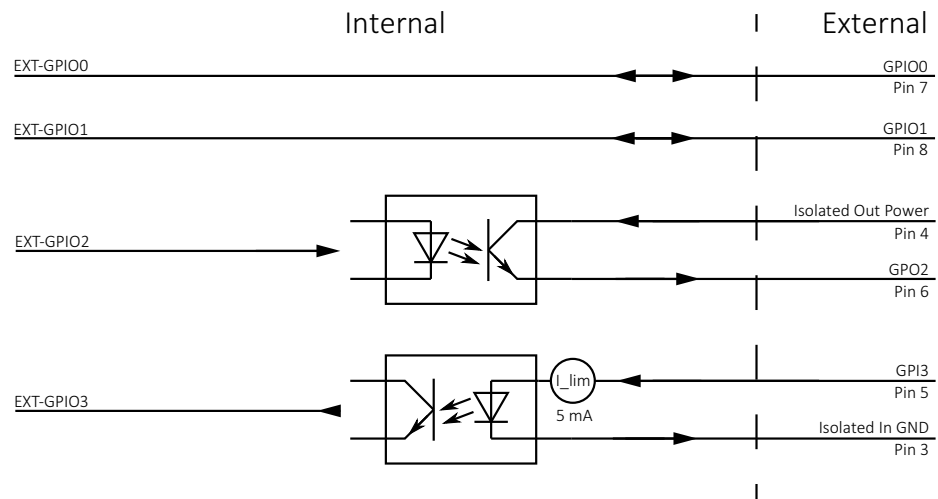 Internal
External
EXT-GPIO0
GPIO0
Pin 7
EXT-GPIO1
GPIO1
Pin 8
Isolated Out Power
Pin 4
EXT-GPIO2
GPO2
Pin 6
I_lim
5 mA
GPI3
Pin 5
EXT-GPIO3
Isolated In GND
Pin 3